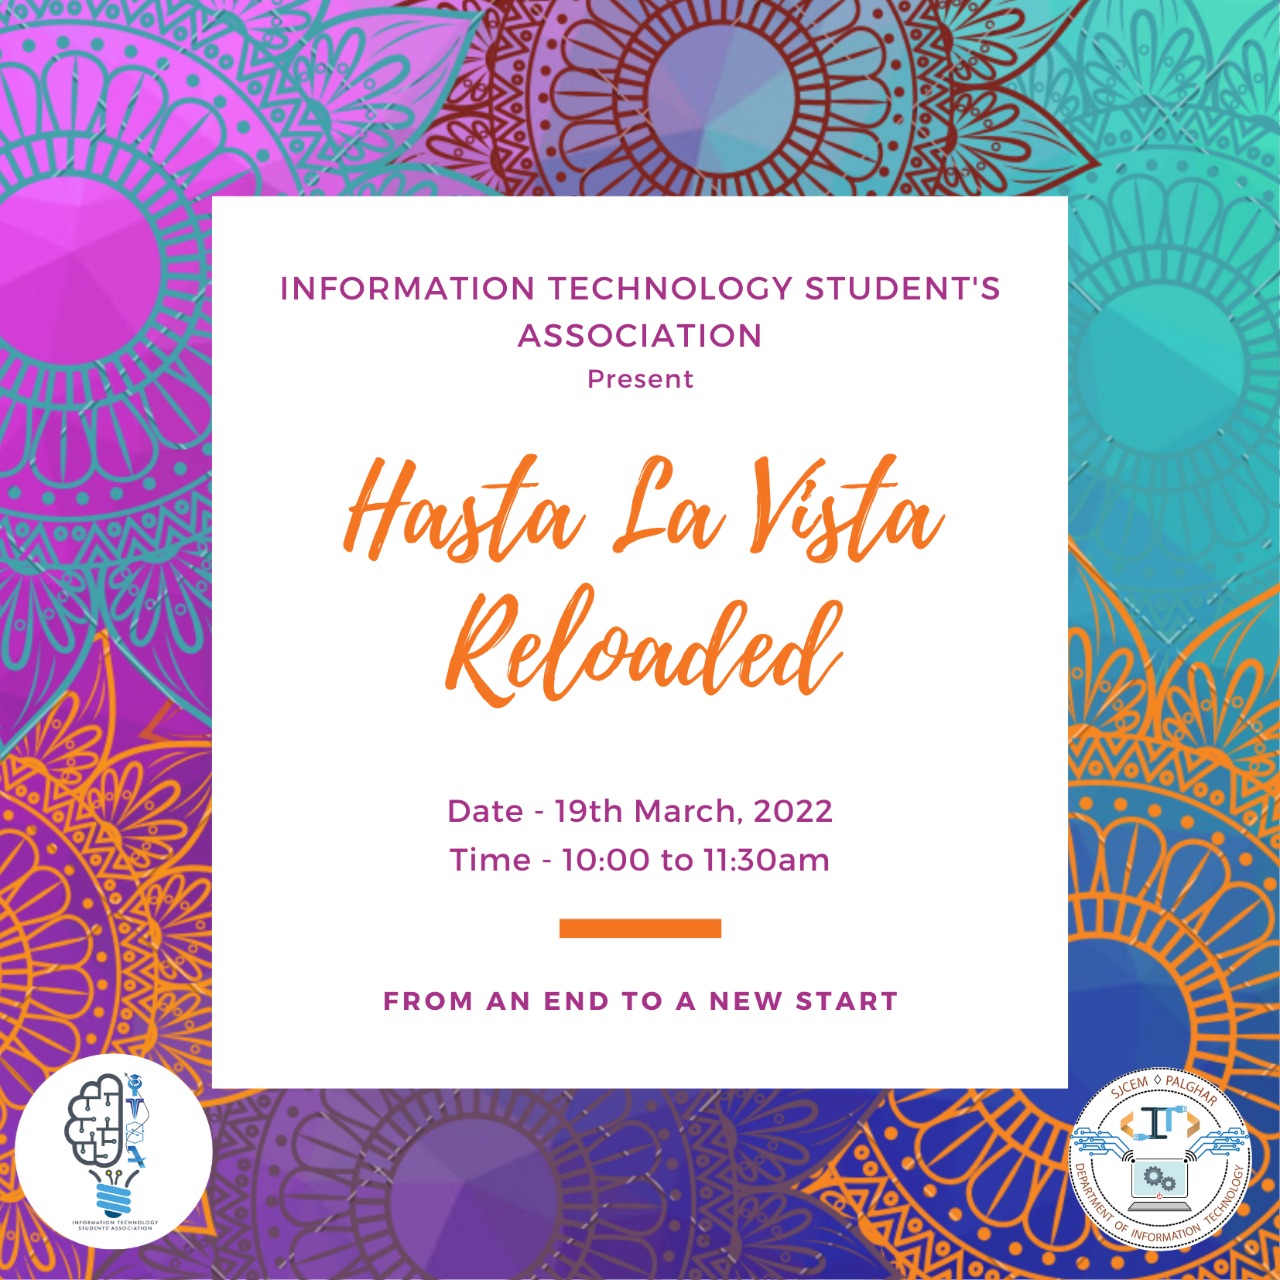 INFORMATION TECHNOLOGY STUDENT'S
ASSOCIATION
Present
Hasta La Vista
Reloaded
Date - 19th March, 2022
Time - 10:00 to 11:30am
FROM AN END TO A NEW START
INFORMATION TECHNOLOGY
STUDENTS' ASSOCIATION
SJCEM ◊ PALGHAR
IT
DEPARTMENT OF INFORMATION TECHNOLOGY